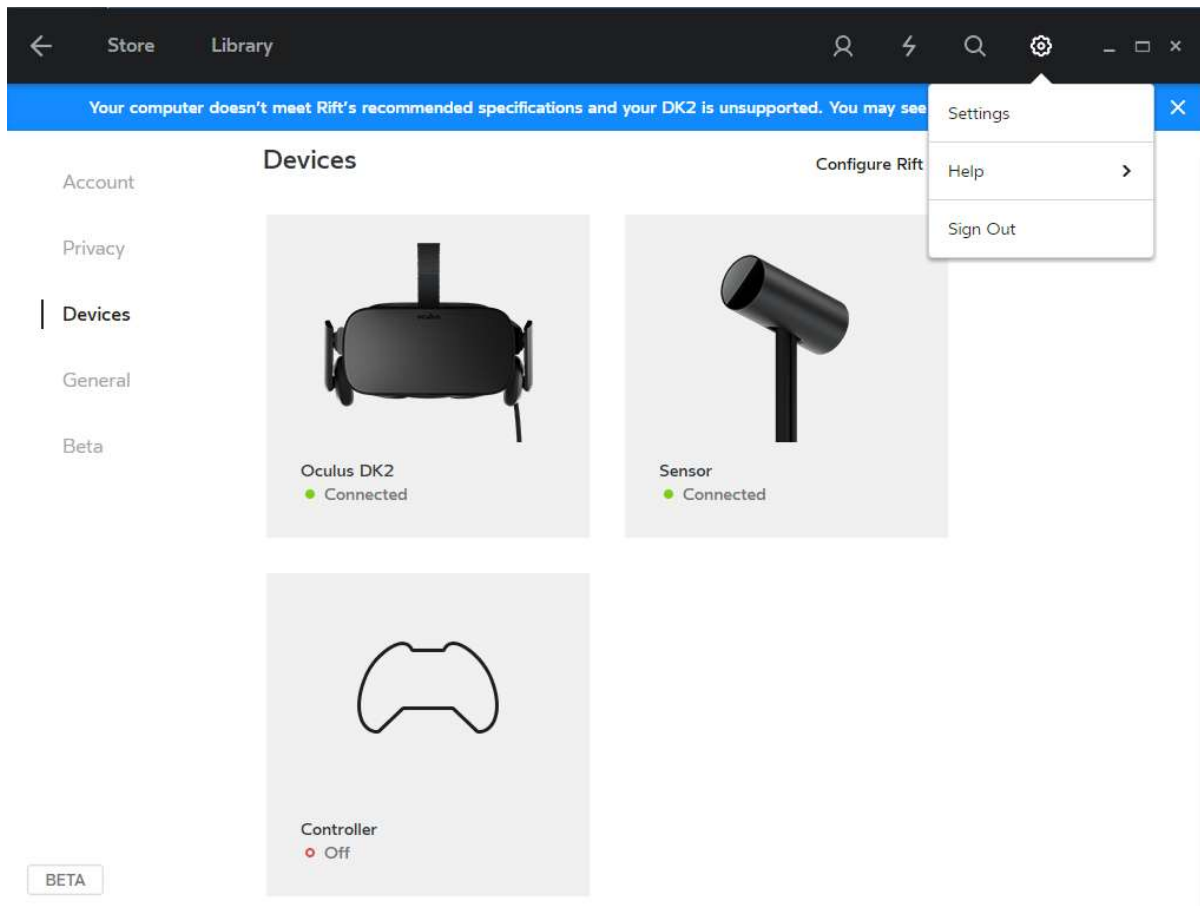 Store Library
Your computer doesn't meet Rift's recommended specifications and your DK2 is unsupported. You may see
Settings
Help
Sign Out
Account
Privacy
Devices
General
Beta
Devices
Configure Rift
oculus
Oculus DK2
Connected
Sensor
Connected
Controller
Off
BETA